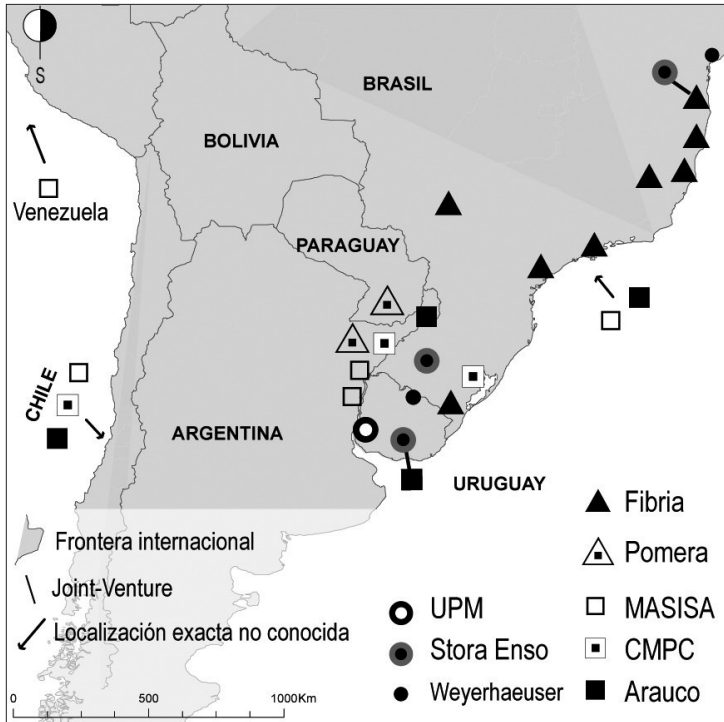 S
BRASIL
BOLIVIA
Venezuela
PARAGUAY
CHILE
ARGENTINA
URUGUAY
Fibria
Frontera internacional
Pomera
Joint-Venture
UPM
MASISA
Localización exacta no conocida
Stora Enso
CMPC
Weyerhaeuser
Arauco
0 500 1000Km